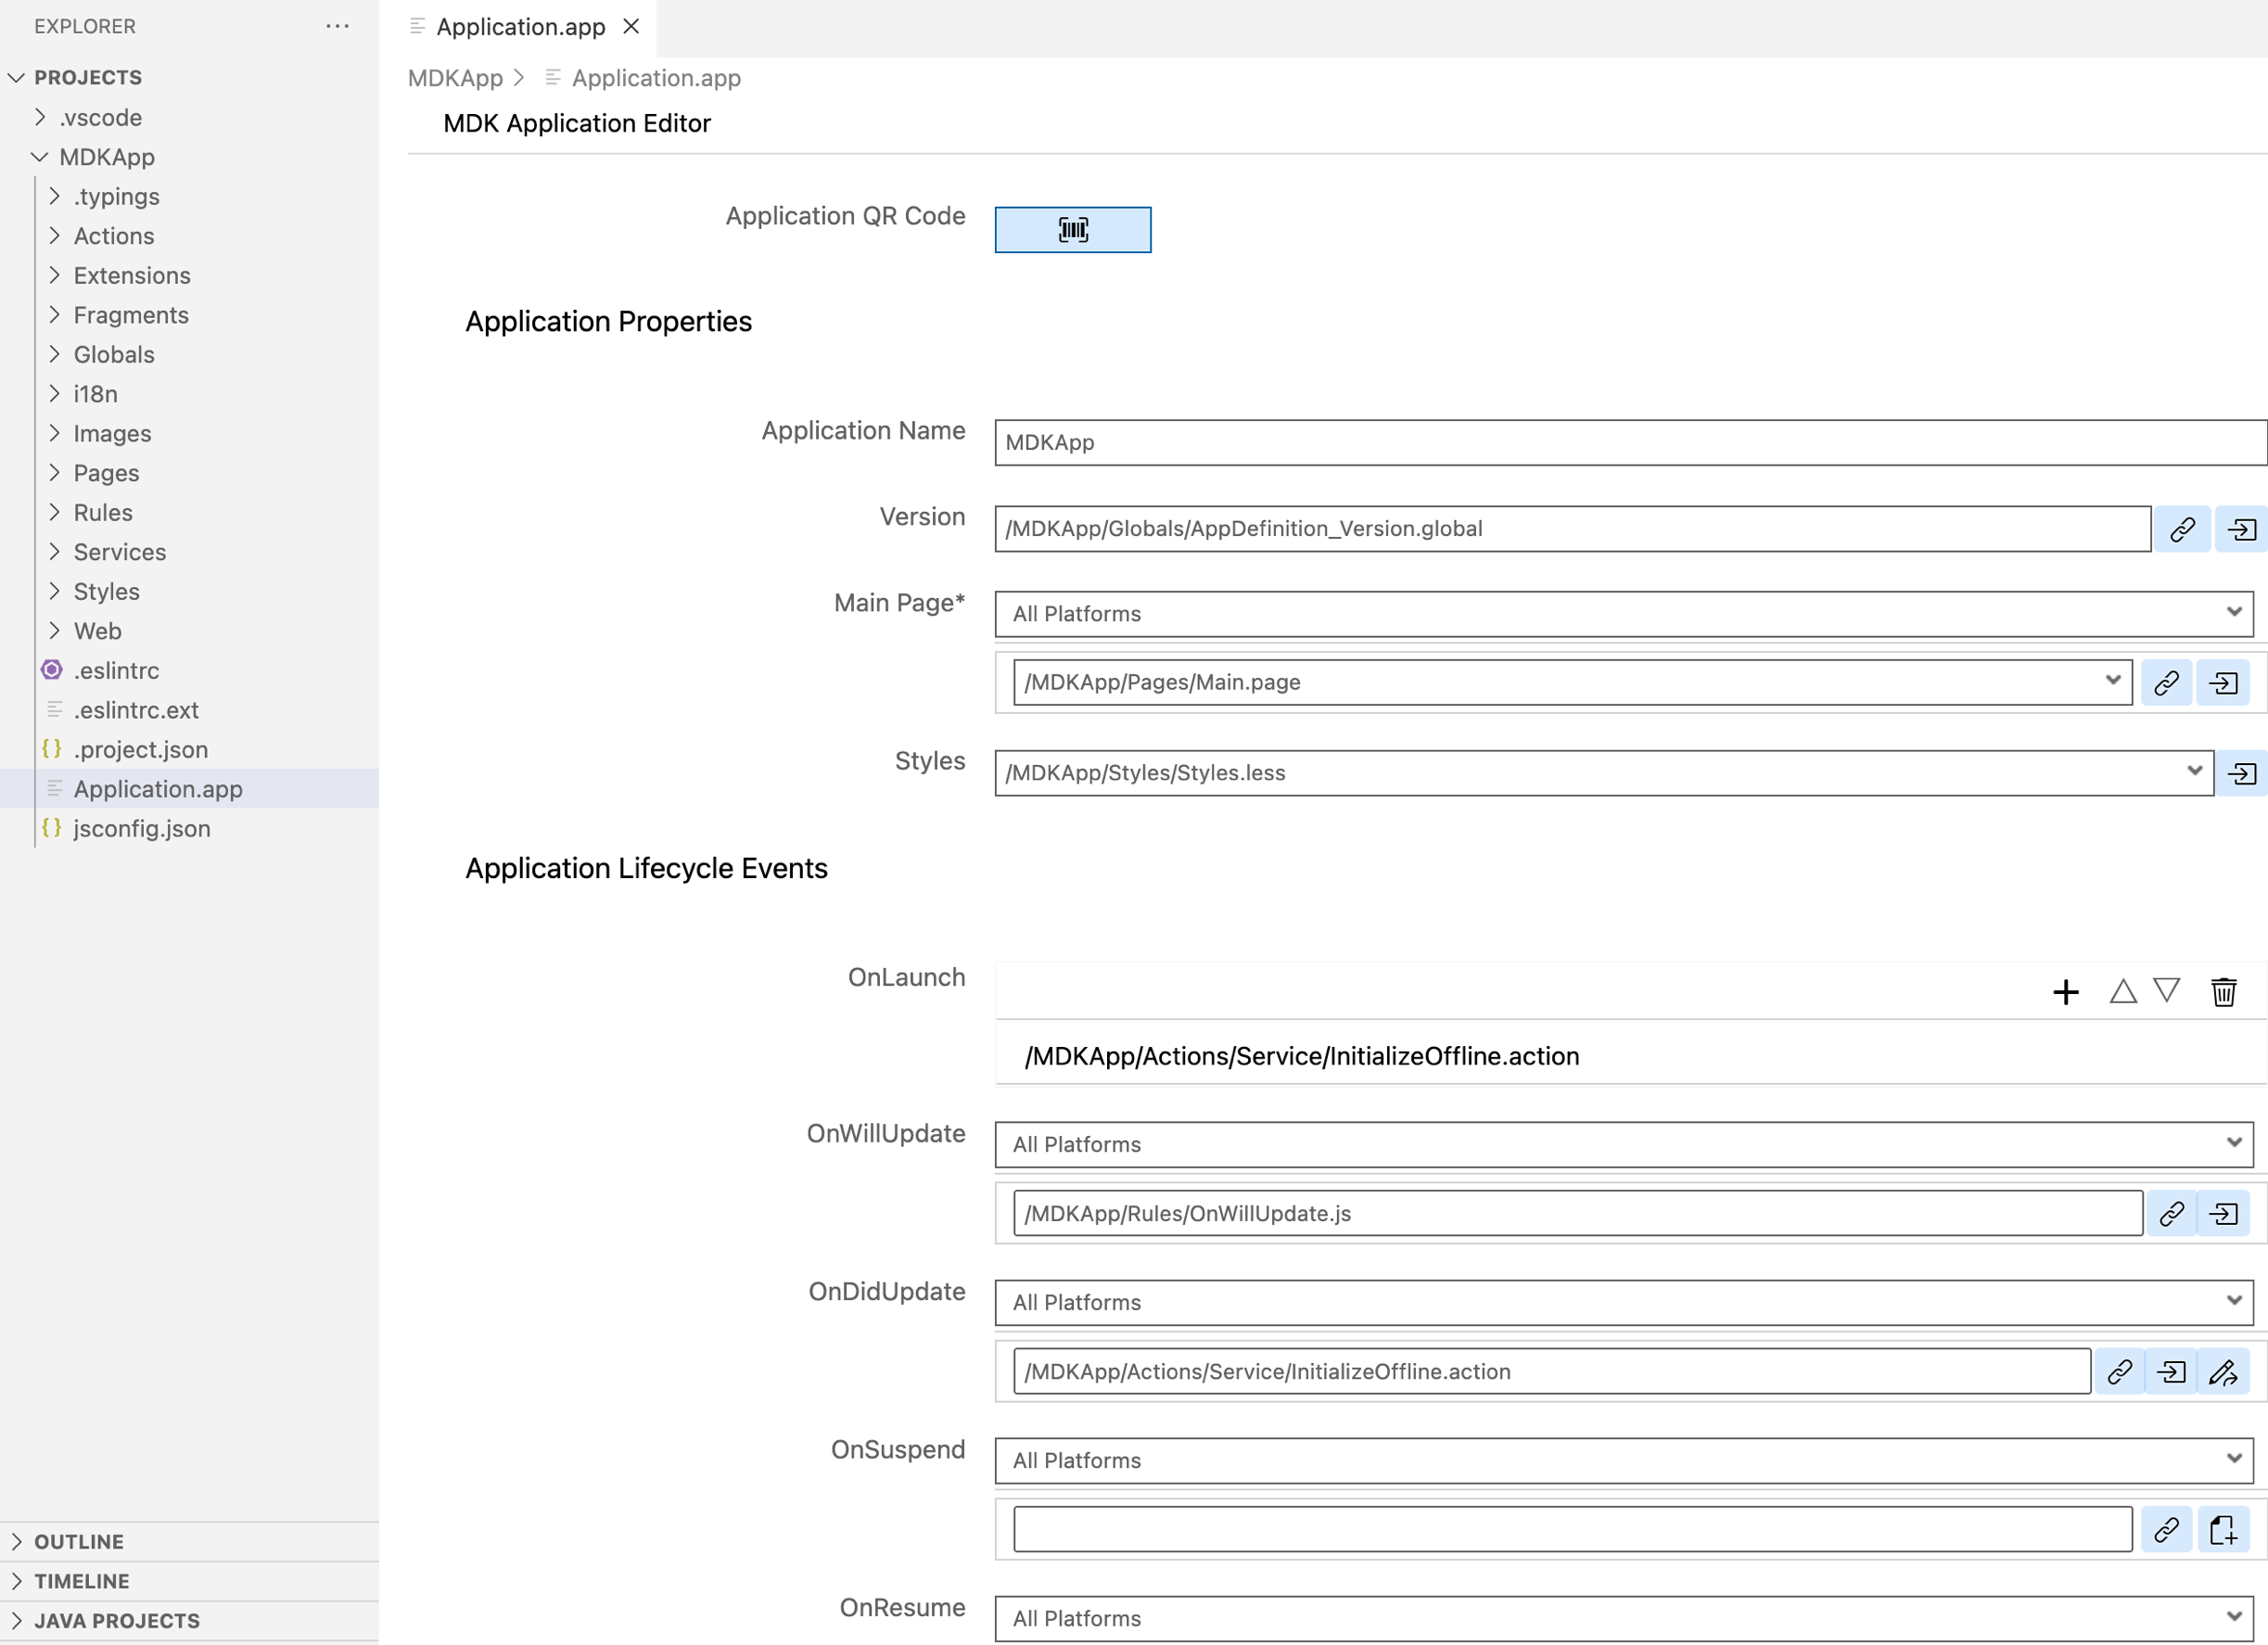 EXPLORER
PROJECTS
.vscode
MDKApp
.typings
Actions
Extensions
Fragments
Globals
i18n
Images
Pages
Rules
Services
Styles
Web
.eslintrc
.eslintrc.ext
.project.json
Application.app
jsconfig.json
OUTLINE
TIMELINE
JAVA PROJECTS
Application.app
MDKApp > Application.app
MDK Application Editor
Application QR Code
Application Properties
Application Name
MDKApp
Version
/MDKApp/Globals/AppDefinition_Version.global
Main Page*
All Platforms
/MDKApp/Pages/Main.page
Styles
/MDKApp/Styles/Styles.less
Application Lifecycle Events
OnLaunch
/MDKApp/Actions/Service/InitializeOffline.action
OnWillUpdate
All Platforms
/MDKApp/Rules/OnWillUpdate.js
OnDidUpdate
All Platforms
/MDKApp/Actions/Service/InitializeOffline.action
OnSuspend
All Platforms
OnResume
All Platforms